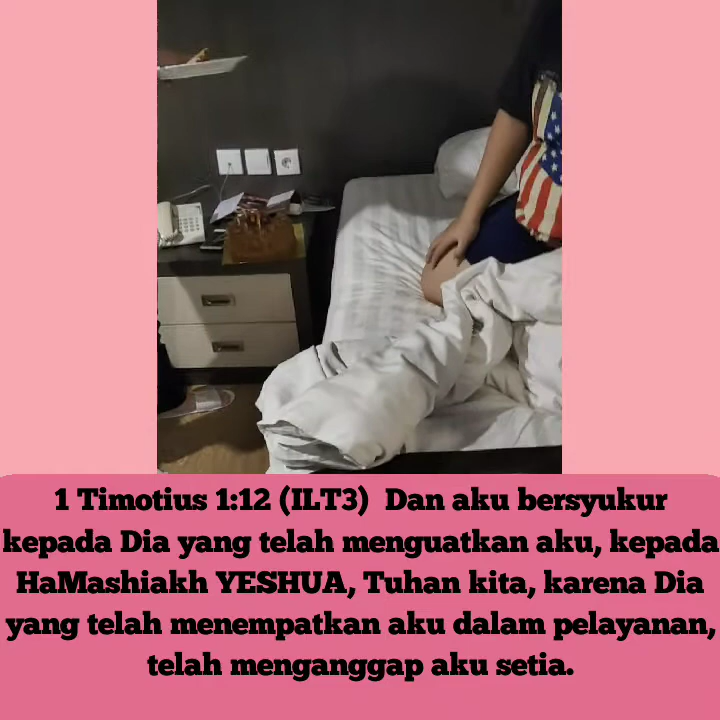 1 Timotius 1:12 (ILT3)  Dan aku bersyukur
kepada Dia yang telah menguatkan aku, kepada
HaMashiakh YESHUA, Tuhan kita, karena Dia
yang telah menempatkan aku dalam pelayanan,
telah menganggap aku setia.